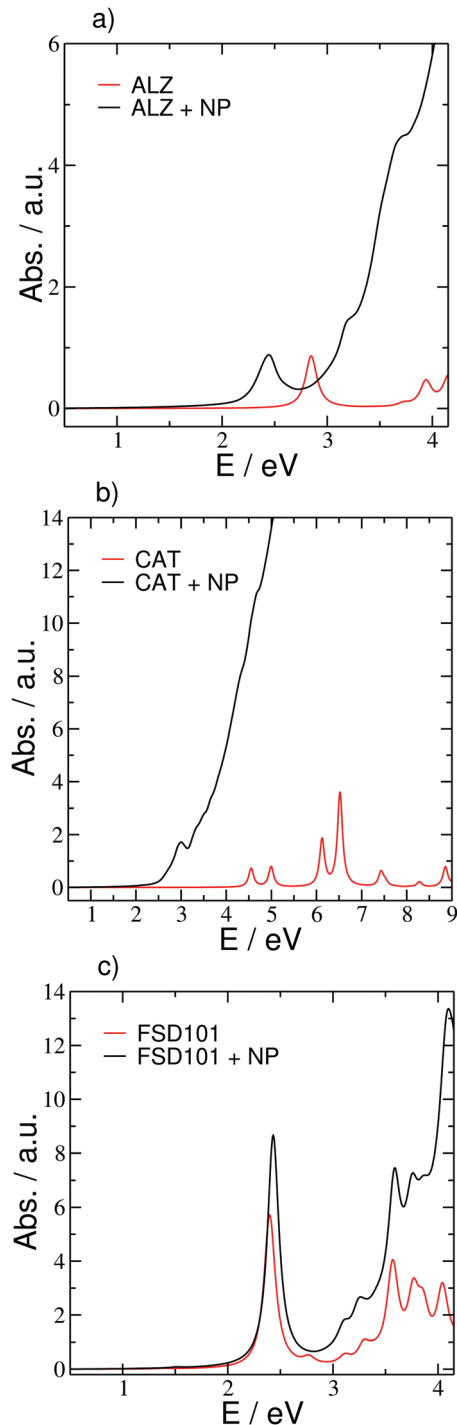 a)
6
4
2
0
Abs. / a.u.
ALZ
ALZ + NP
1 2 3 4
E / eV
b)
14
12
10
8
6
4
2
0
Abs. / a.u.
CAT
CAT + NP
1 2 3 4 5 6 7 8 9
E / eV
c)
14
12
10
8
6
4
2
0
Abs. / a.u.
FSD101
FSD101 + NP
1 2 3 4
E / eV